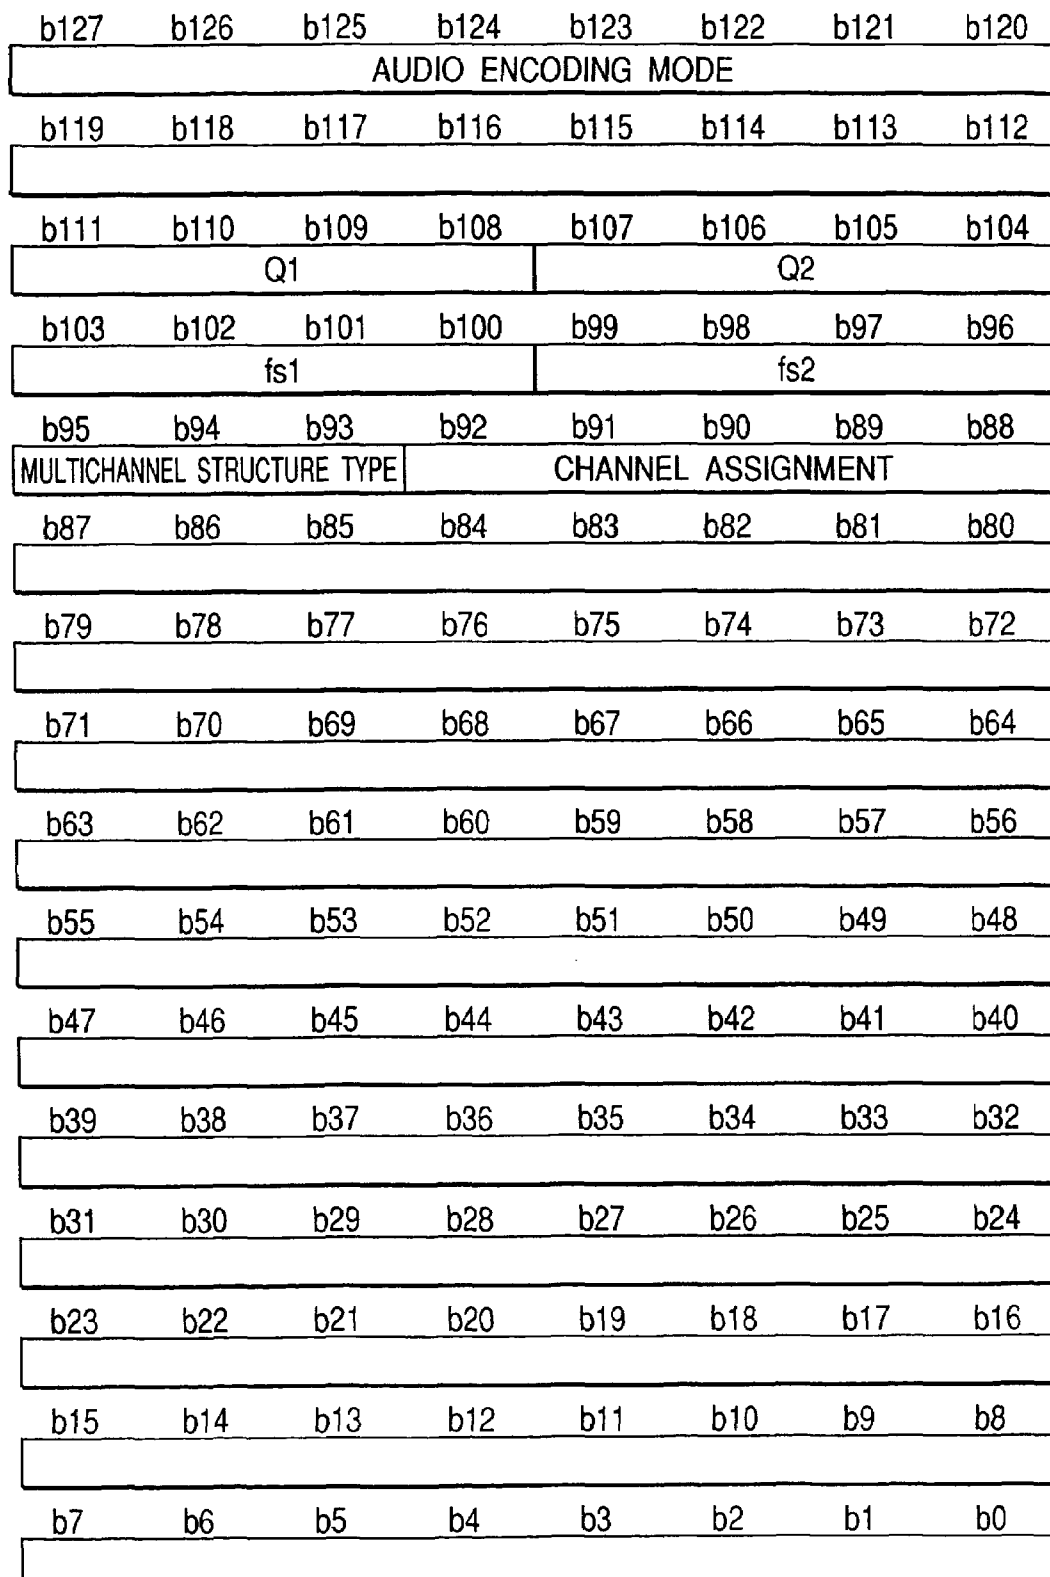 b127 b126 b125 b124 b123 b122 b121 b120
AUDIO ENCODING MODE
b119 b118 b117 b116 b115 b114 b113 b112
b111 b110 b109 b108 b107 b106 b105 b104
Q1 Q2
b103 b102 b101 b100 b99 b98 b97 b96
fs1 fs2
b95 b94 b93 b92 b91 b90 b89 b88
MULTICHANNEL STRUCTURE TYPE CHANNEL ASSIGNMENT
b87 b86 b85 b84 b83 b82 b81 b80
b79 b78 b77 b76 b75 b74 b73 b72
b71 b70 b69 b68 b67 b66 b65 b64
b63 b62 b61 b60 b59 b58 b57 b56
b55 b54 b53 b52 b51 b50 b49 b48
b47 b46 b45 b44 b43 b42 b41 b40
b39 b38 b37 b36 b35 b34 b33 b32
b31 b30 b29 b28 b27 b26 b25 b24
b23 b22 b21 b20 b19 b18 b17 b16
b15 b14 b13 b12 b11 b10 b9 b8
b7 b6 b5 b4 b3 b2 b1 b0